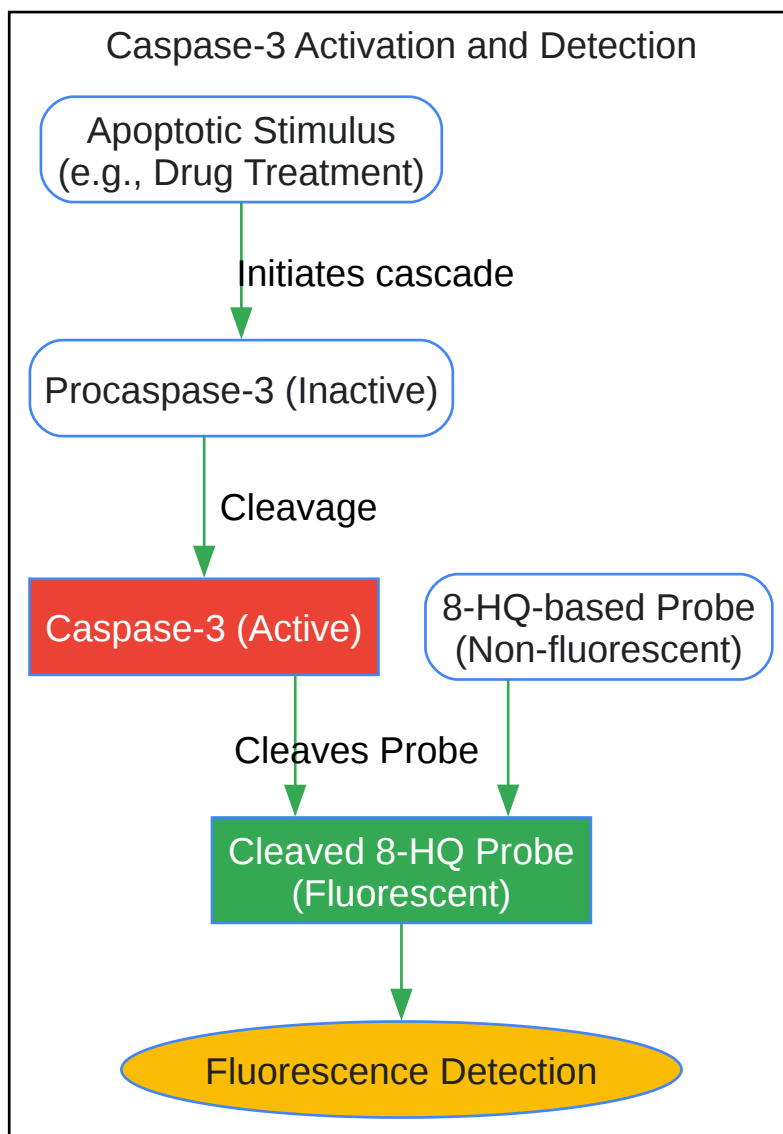 Caspase-3 Activation and Detection
Apoptotic Stimulus
(e.g., Drug Treatment)
Initiates cascade
Procaspase-3 (Inactive)
Cleavage
Caspase-3 (Active)
8-HQ-based Probe
(Non-fluorescent)
Cleaves Probe
Cleaved 8-HQ Probe
(Fluorescent)
Fluorescence Detection